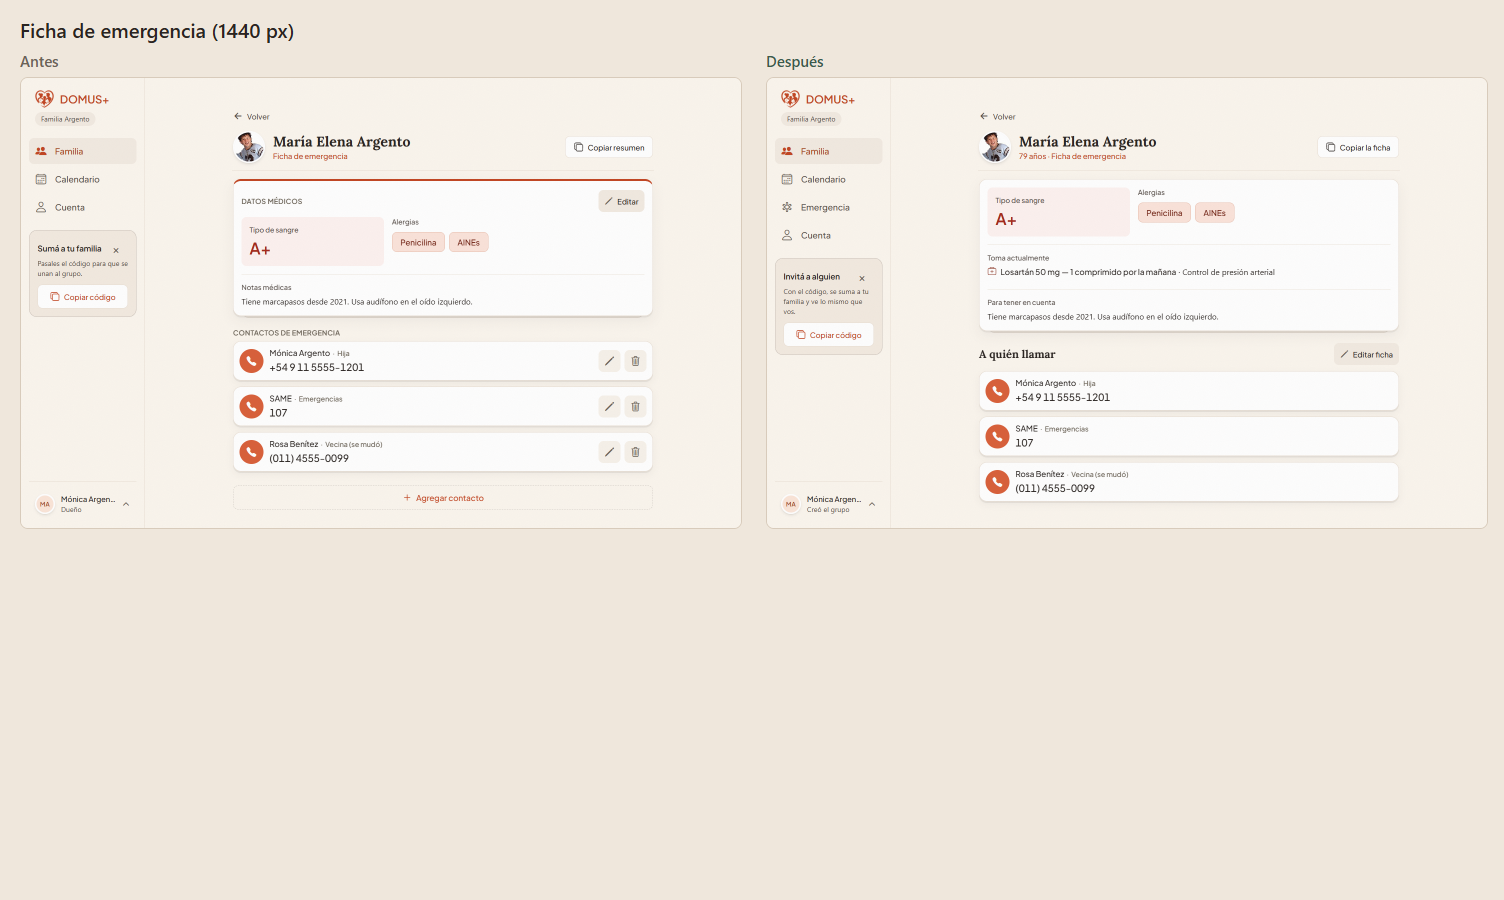 Ficha de emergencia (1440 px)
Antes
DOMUS+
Familia Argento
Familia
Calendario
Cuenta
Sumá a tu familia
Pasales el código para que se
unan al grupo.
Copiar código
MA
Mónica Argen...
Dueño
Volver
María Elena Argento
Ficha de emergencia
Copiar resumen
DATOS MÉDICOS
Editar
Tipo de sangre
A+
Alergias
Penicilina
AINEs
Notas médicas
Tiene marcapasos desde 2021. Usa audífono en el oído izquierdo.
CONTACTOS DE EMERGENCIA
Mónica Argento · Hija
+54 9 11 5555-1201
SAME · Emergencias
107
Rosa Benítez · Vecina (se mudó)
(011) 4555-0099
+ Agregar contacto
Después
DOMUS+
Familia Argento
Familia
Calendario
Emergencia
Cuenta
Invitá a alguien
Con el código, se suma a tu
familia y ve lo mismo que
vos.
Copiar código
MA
Mónica Argen...
Creó el grupo
Volver
María Elena Argento
79 años · Ficha de emergencia
Copiar la ficha
Tipo de sangre
A+
Alergias
Penicilina
AINEs
Toma actualmente
Losartán 50 mg — 1 comprimido por la mañana · Control de presión arterial
Para tener en cuenta
Tiene marcapasos desde 2021. Usa audífono en el oído izquierdo.
A quién llamar
Editar ficha
Mónica Argento · Hija
+54 9 11 5555-1201
SAME · Emergencias
107
Rosa Benítez · Vecina (se mudó)
(011) 4555-0099